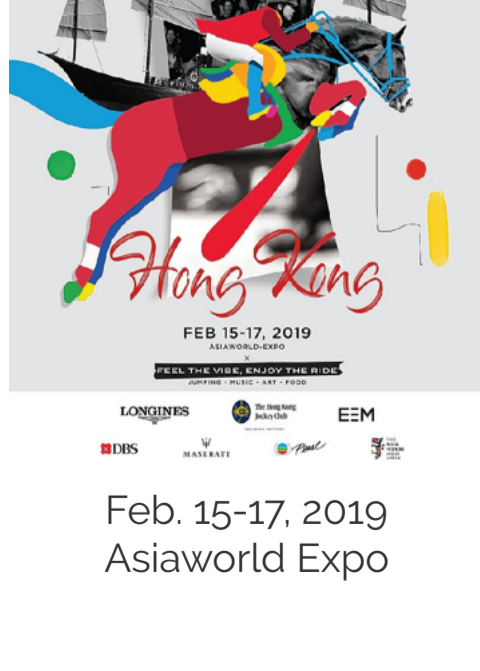 Hong Kong
FEB 15-17, 2019
ASIAWORLD-EXPO
X
FEEL THE VIBE, ENJOY THE RIDE
JUMPING - MUSIC - ART - FOOD
LONGINES
The Hong Kong
Jockey Club
EEM
DBS
MASERATI
Pearl
Feb. 15-17, 2019
Asiaworld Expo